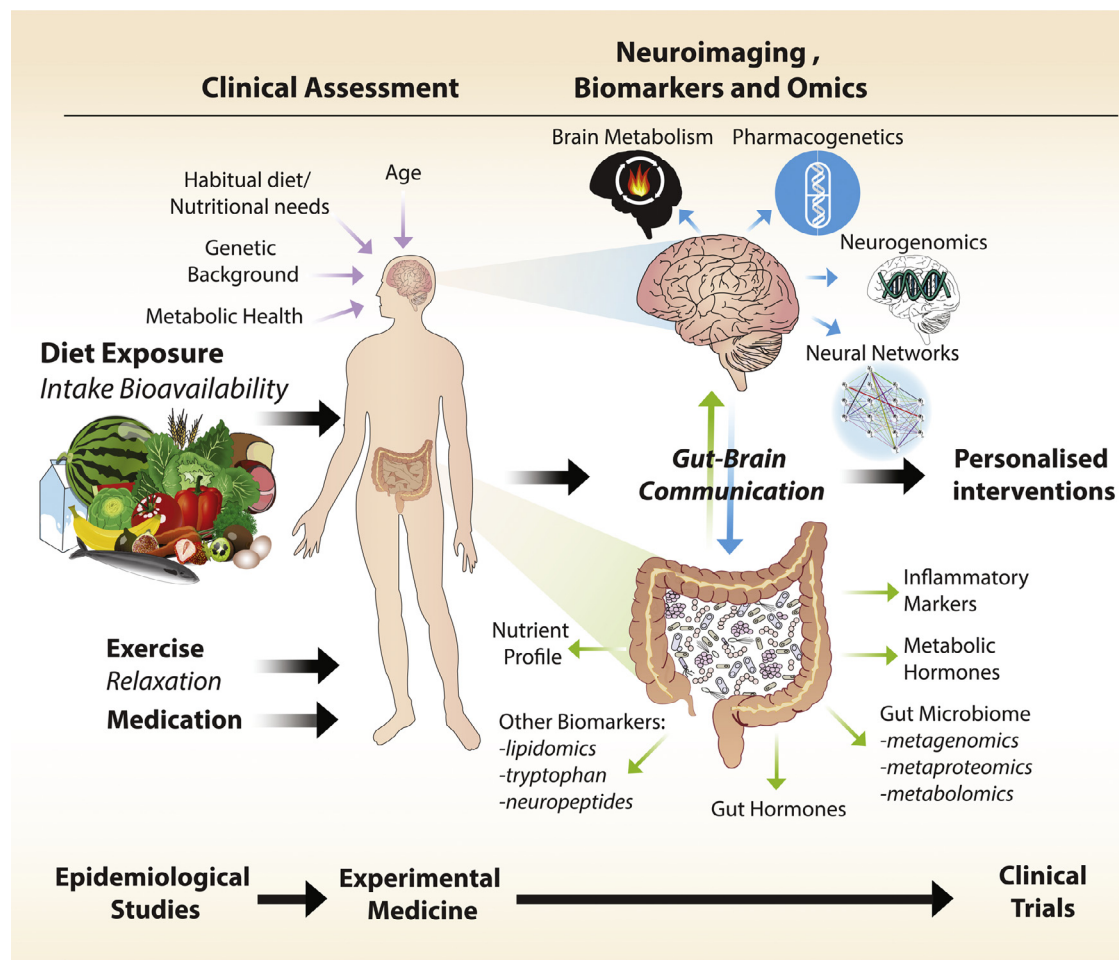 Clinical Assessment
Neuroimaging ,
Biomarkers and Omics
Brain Metabolism
Pharmacogenetics
Habitual diet/
Nutritional needs
Age
Genetic
Background
Metabolic Health
Neurogenomics
Neural Networks
Diet Exposure
Intake Bioavailability
Gut-Brain
Communication
Personalised
interventions
Exercise
Relaxation
Medication
Nutrient
Profile
Inflammatory
Markers
Metabolic
Hormones
Other Biomarkers:
-lipidomics
-tryptophan
-neuropeptides
Gut Hormones
Gut Microbiome
-metagenomics
-metaproteomics
-metabolomics
Epidemiological
Studies
Experimental
Medicine
Clinical
Trials